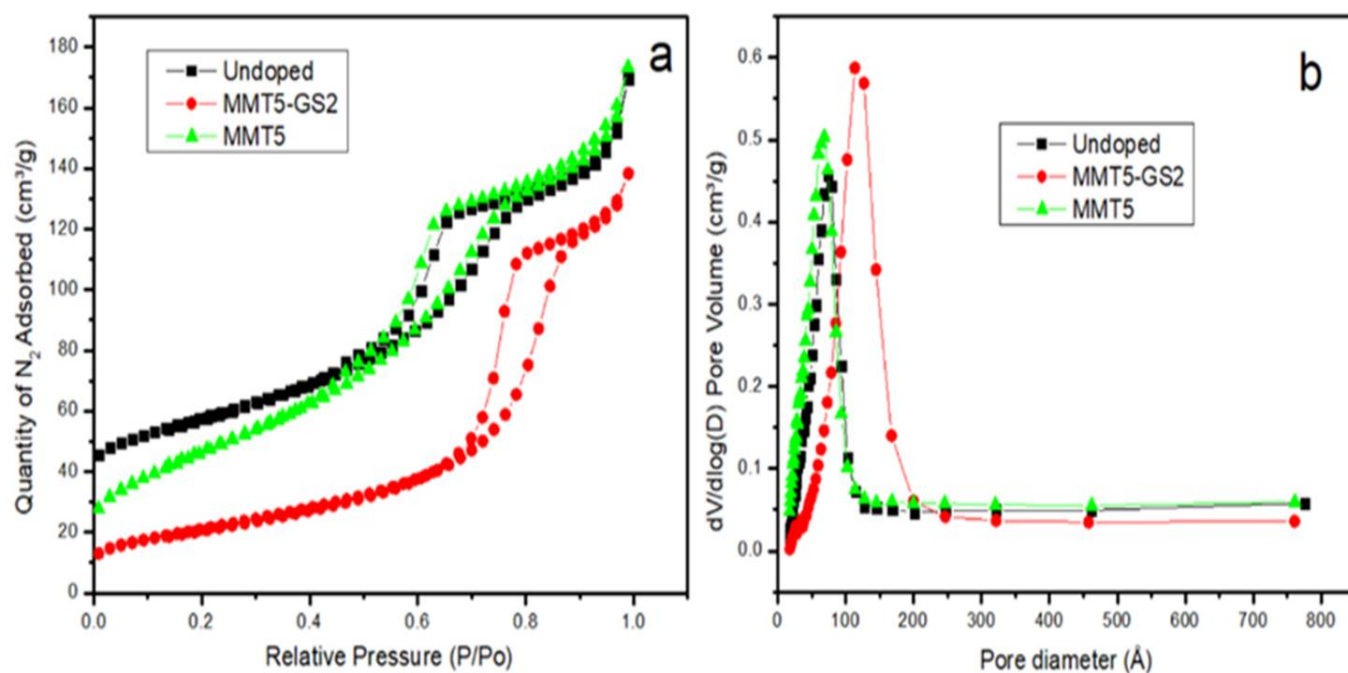 a
Undoped
MMT5-GS2
MMT5
Quantity of N₂ Adsorbed (cm³/g)
180
160
140
120
100
80
60
40
20
0
0.0 0.2 0.4 0.6 0.8 1.0
Relative Pressure (P/Po)
b
Undoped
MMT5-GS2
MMT5
dV/dlog(D) Pore Volume (cm³/g)
0.6
0.5
0.4
0.3
0.2
0.1
0.0
0 100 200 300 400 500 600 700 800
Pore diameter (Å)